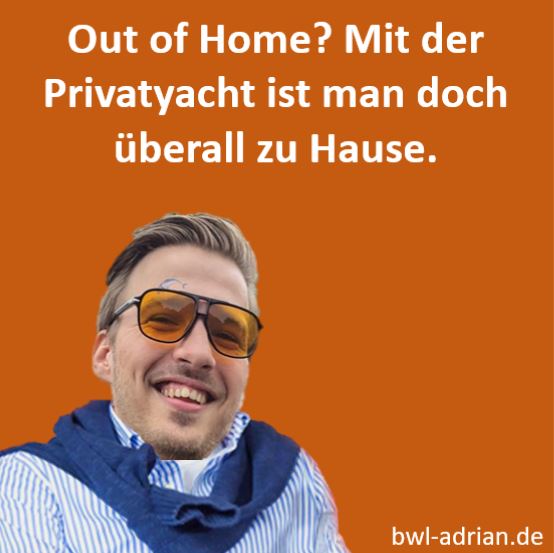 Out of Home? Mit der
Privatyacht ist man doch
überall zu Hause.
bwl-adrian.de